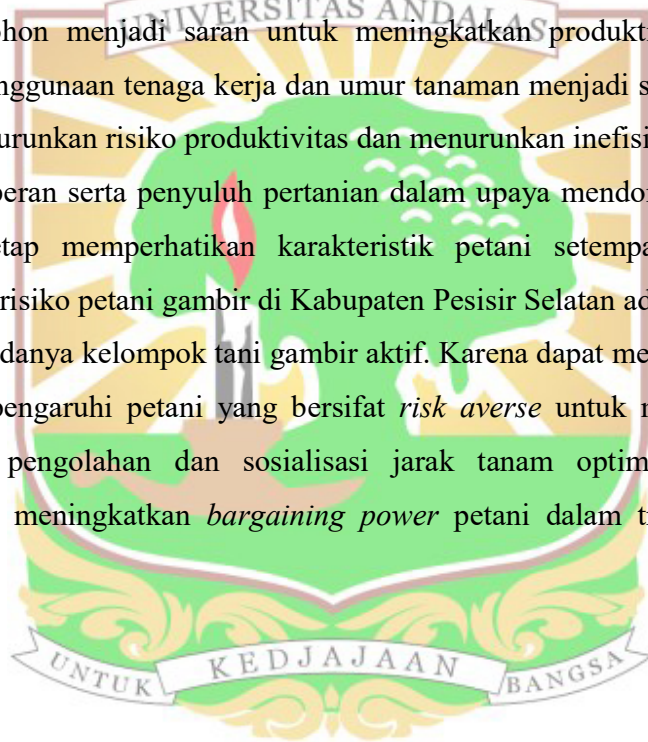 UNIVERSITAS ANDALAS
ohon menjadi saran untuk meningkatkan produkti
nggunaan tenaga kerja dan umur tanaman menjadi s
urunkan risiko produktivitas dan menurunkan inefisi
peran serta penyuluh pertanian dalam upaya mendor
etap memperhatikan karakteristik petani setempa
risiko petani gambir di Kabupaten Pesisir Selatan ad
danya kelompok tani gambir aktif. Karena dapat me
pengaruhi petani yang bersifat risk averse untuk m
pengolahan dan sosialisasi jarak tanam optim
meningkatkan bargaining power petani dalam tr
UNTUK KEDJAJAAN BANGSA